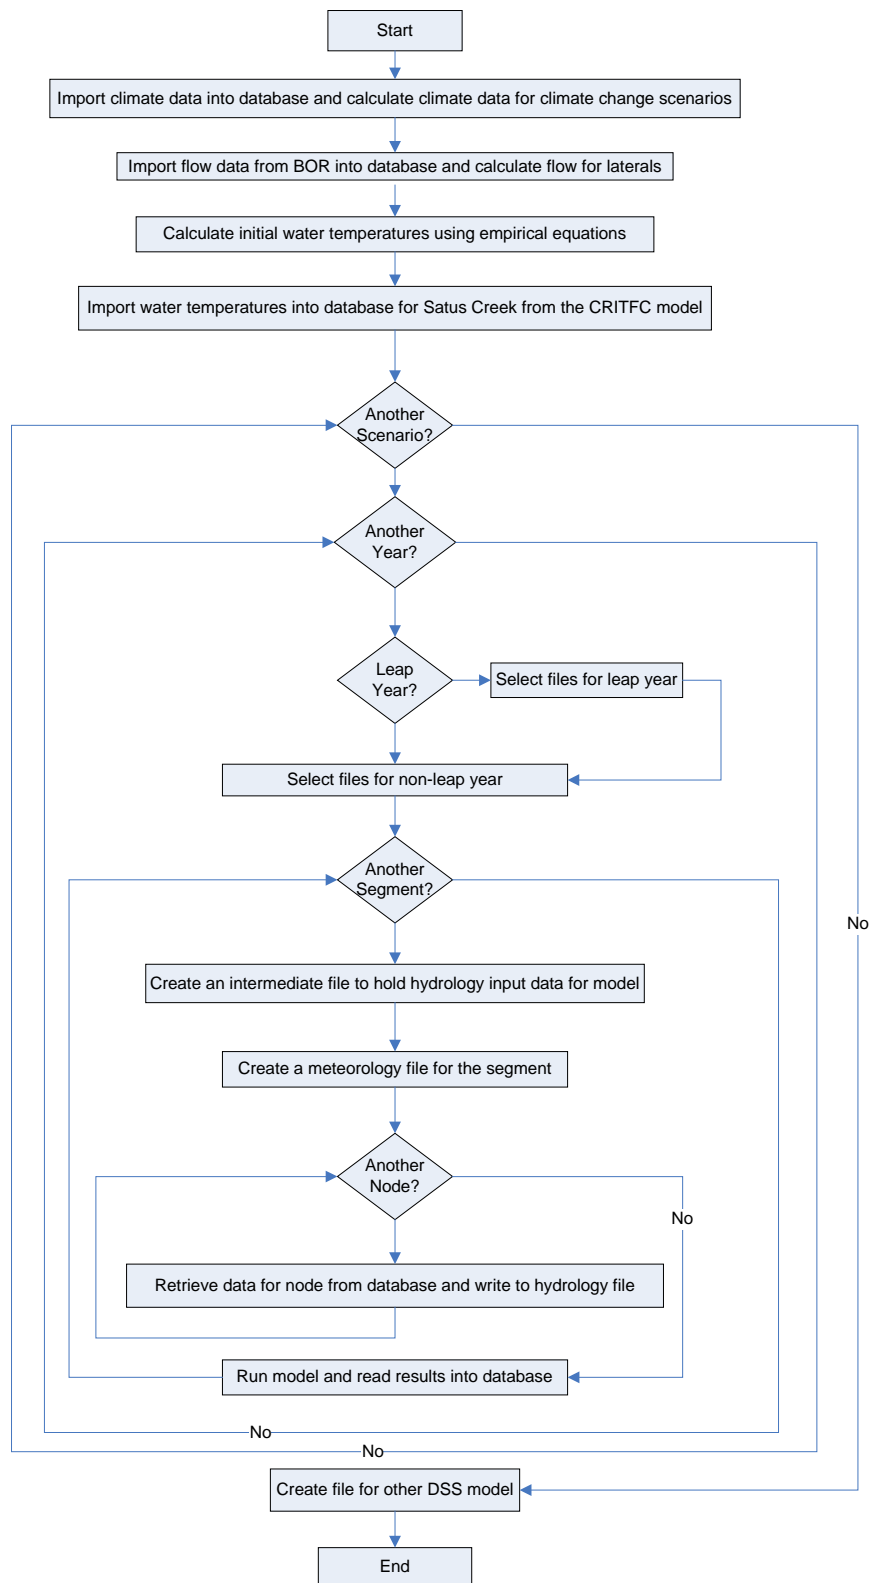 Start
Import climate data into database and calculate climate data for climate change scenarios
Import flow data from BOR into database and calculate flow for laterals
Calculate initial water temperatures using empirical equations
Import water temperatures into database for Satus Creek from the CRITFC model
Another
Scenario?
Another
Year?
Leap
Year?
Select files for leap year
Select files for non-leap year
Another
Segment?
No
Create an intermediate file to hold hydrology input data for model
Create a meteorology file for the segment
Another
Node?
No
Retrieve data for node from database and write to hydrology file
Run model and read results into database
No
No
Create file for other DSS model
End